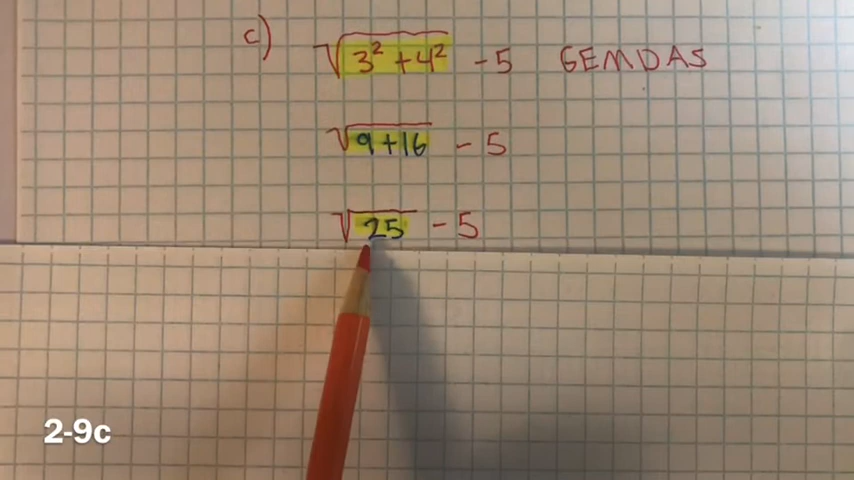 c) √3² + 4² - 5 GEMDAS
√9 + 16 - 5
√25 - 5
2-9c